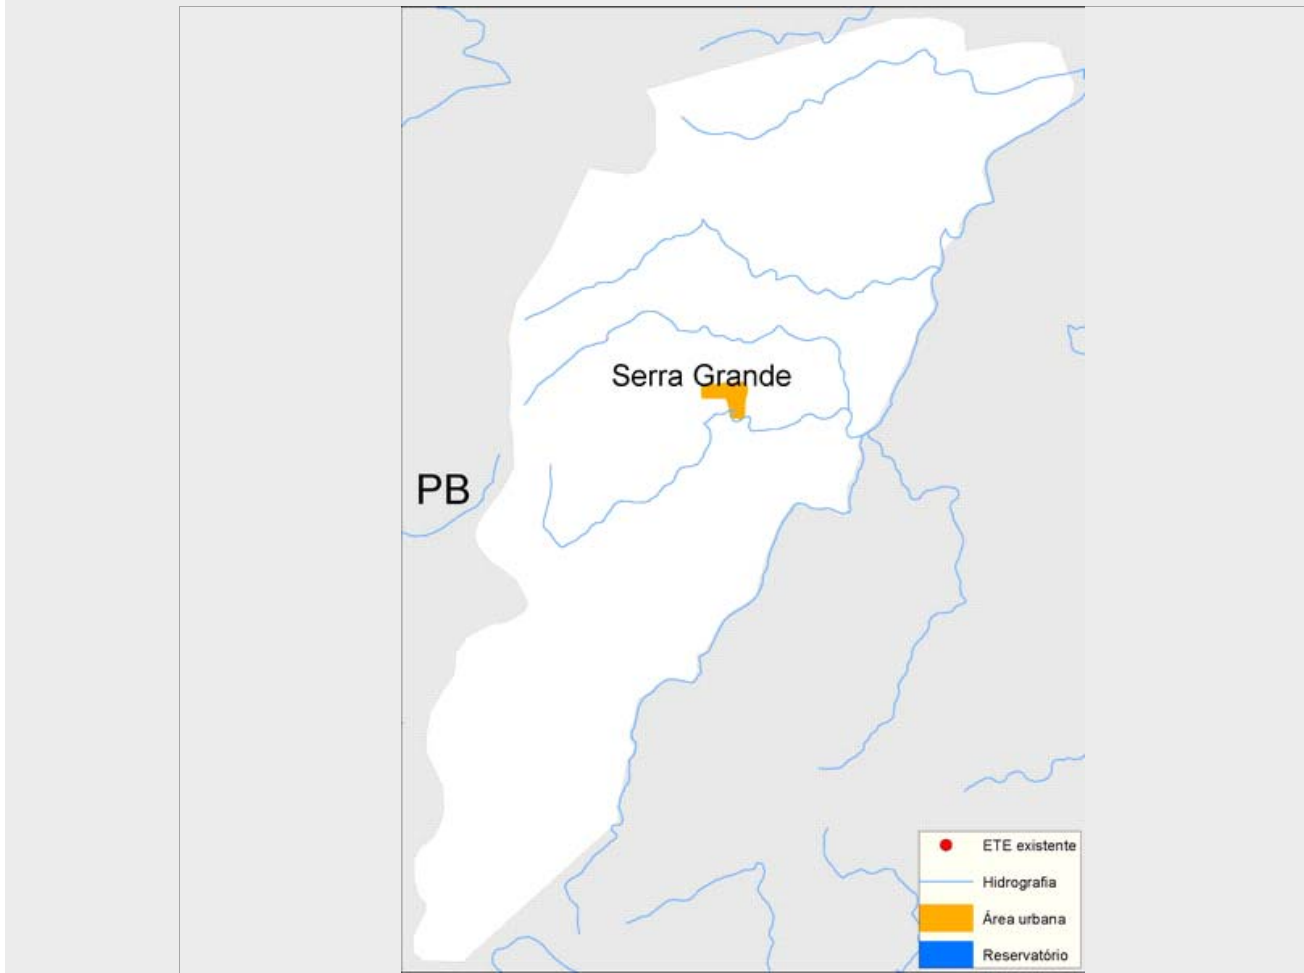 Serra Grande
PB
ETE existente
Hidrografia
Área urbana
Reservatório